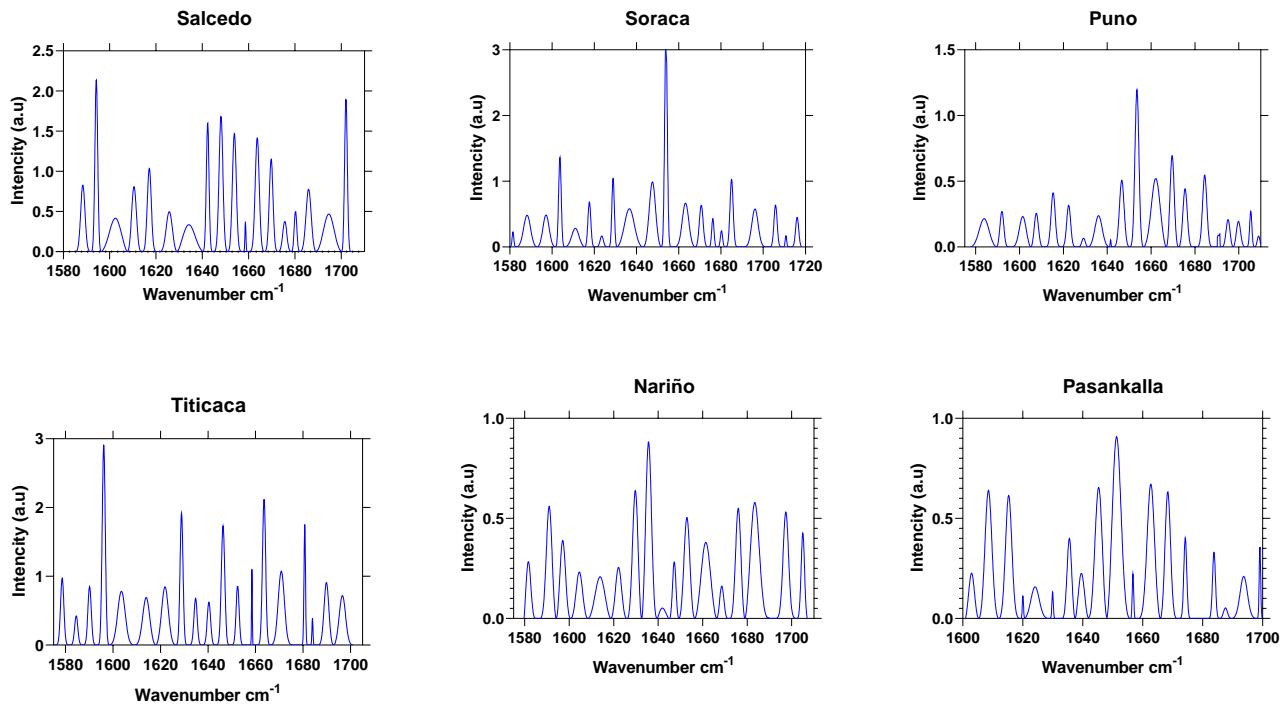 Salcedo
Intencity (a.u)
2.5
2.0
1.5
1.0
0.5
0.0
1580 1600 1620 1640 1660 1680 1700
Wavenumber cm-1
Soraca
Intencity (a.u)
3
2
1
0
1580 1600 1620 1640 1660 1680 1700 1720
Wavenumber cm-1
Puno
Intencity (a.u)
1.5
1.0
0.5
0.0
1580 1600 1620 1640 1660 1680 1700
Wavenumber cm-1
Titicaca
Intencity (a.u)
3
2
1
0
1580 1600 1620 1640 1660 1680 1700
Wavenumber cm-1
Nariño
Intencity (a.u)
1.0
0.5
0.0
1580 1600 1620 1640 1660 1680 1700
Wavenumber cm-1
Pasankalla
Intencity (a.u)
1.0
0.5
0.0
1600 1620 1640 1660 1680 1700
Wavenumber cm-1